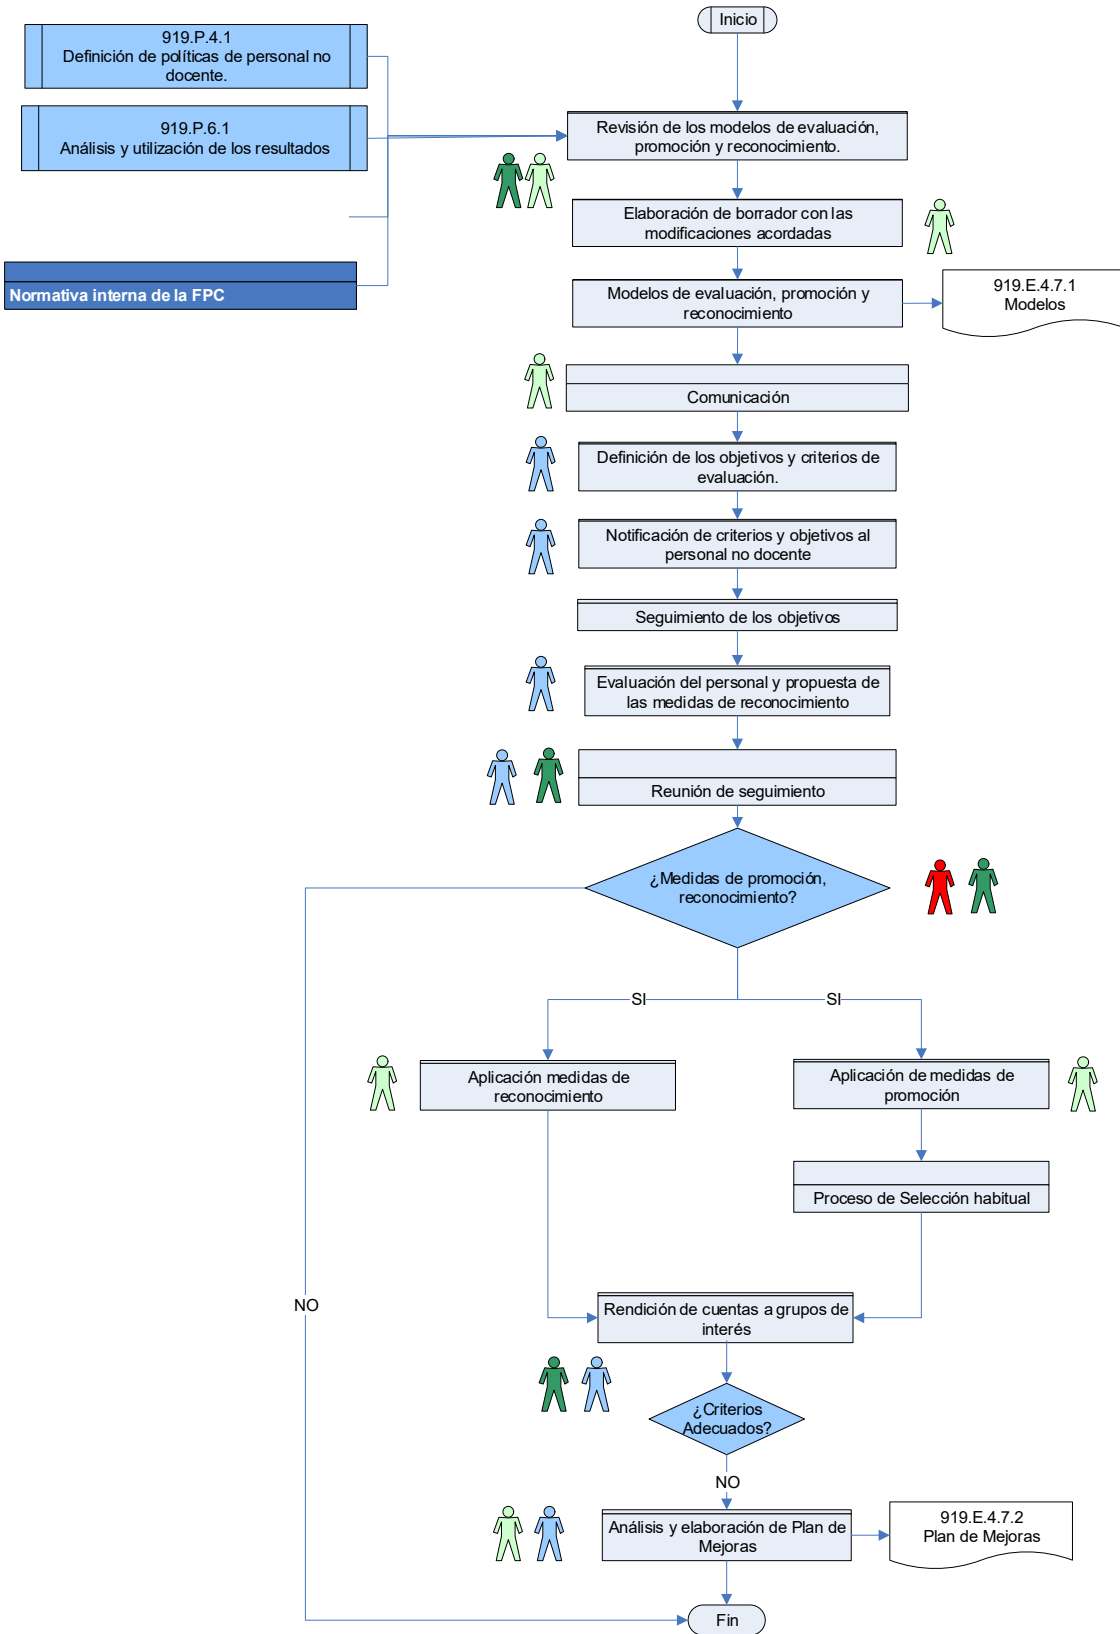 Inicio
919.P.4.1
Definición de políticas de personal no
docente.
919.P.6.1
Análisis y utilización de los resultados
Revisión de los modelos de evaluación,
promoción y reconocimiento.
Elaboración de borrador con las
modificaciones acordadas
Normativa interna de la FPC
Modelos de evaluación, promoción y
reconocimiento
919.E.4.7.1
Modelos
Comunicación
Definición de los objetivos y criterios de
evaluación.
Notificación de criterios y objetivos al
personal no docente
Seguimiento de los objetivos
Evaluación del personal y propuesta de
las medidas de reconocimiento
Reunión de seguimiento
¿Medidas de promoción,
reconocimiento?
SI
SI
Aplicación medidas de
reconocimiento
Aplicación de medidas de
promoción
Proceso de Selección habitual
NO
Rendición de cuentas a grupos de
interés
¿Criterios
Adecuados?
NO
Análisis y elaboración de Plan de
Mejoras
919.E.4.7.2
Plan de Mejoras
Fin